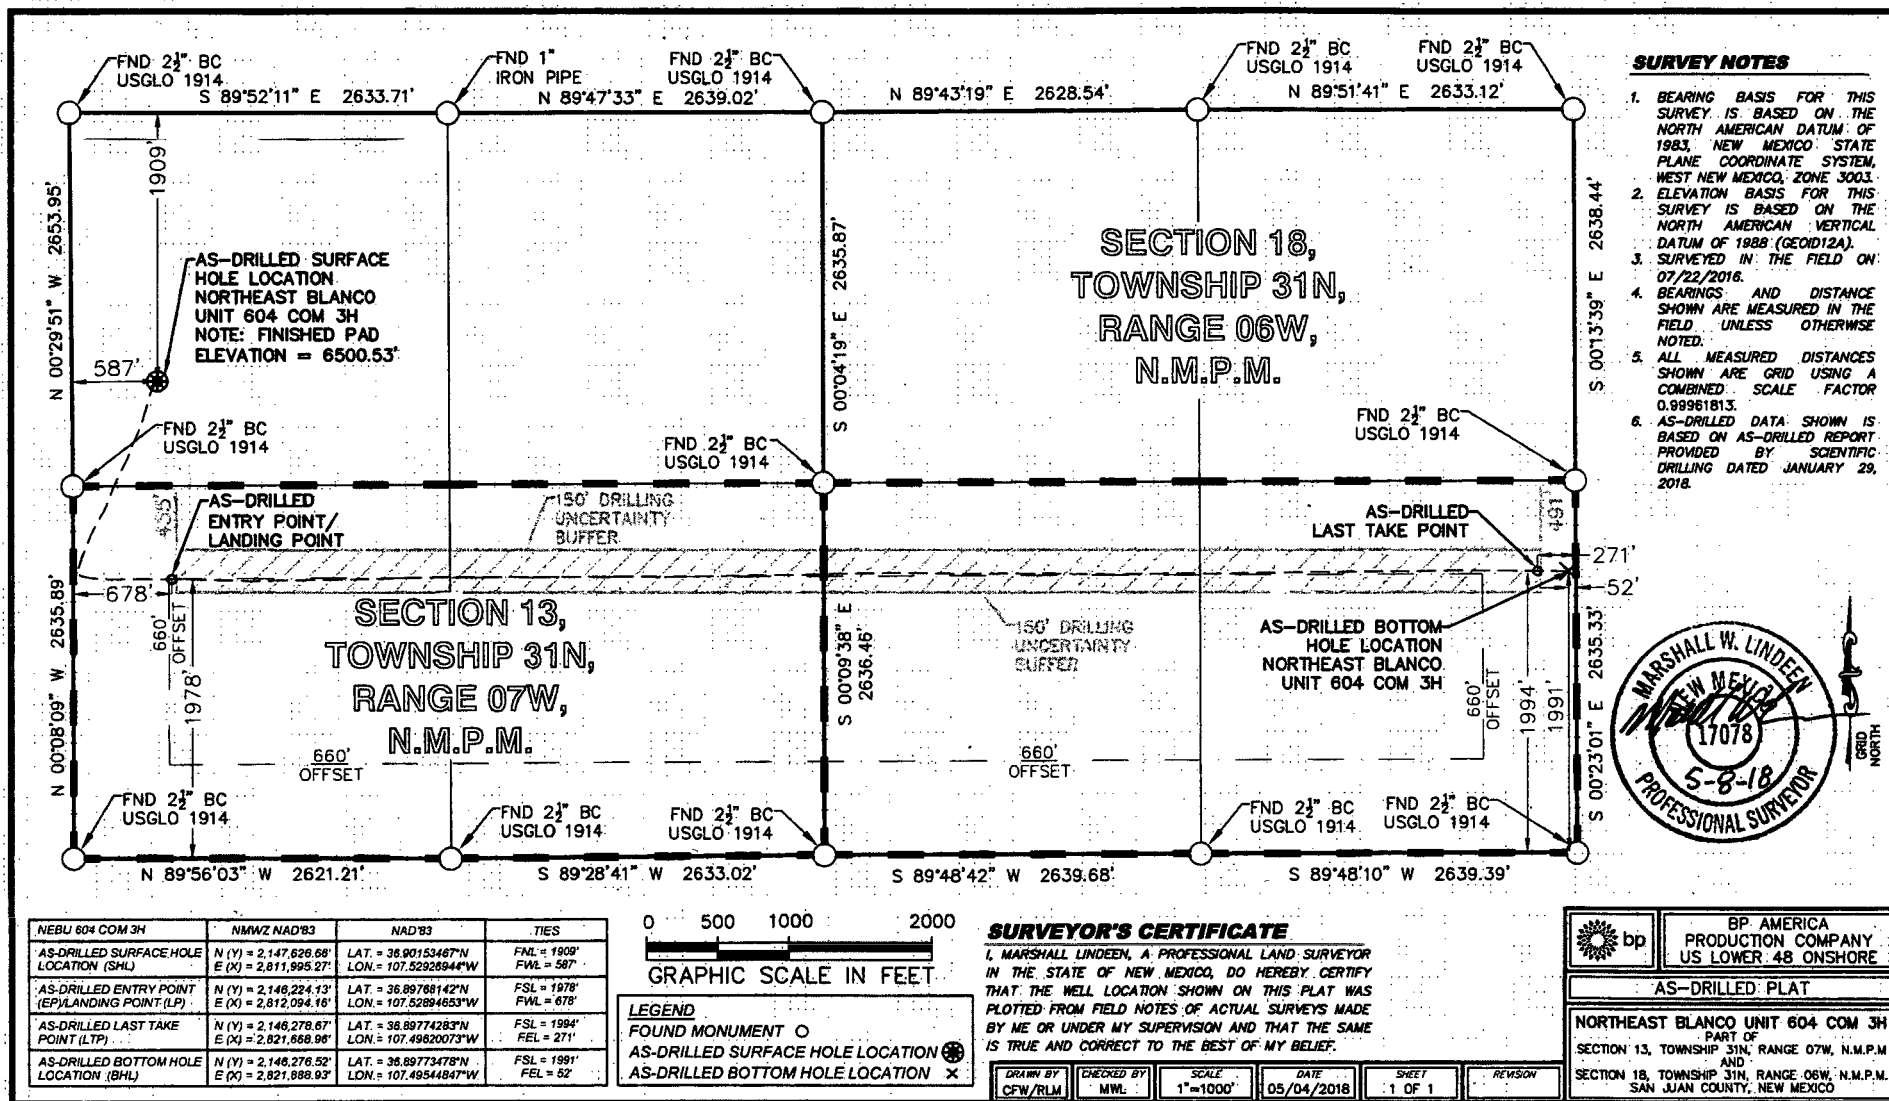 FND 2½" BC
USGLO 1914
S 89°52'11" E 2633.71'
FND 1"
IRON PIPE
N 89°47'33" E 2639.02'
FND 2½" BC
USGLO 1914
N 89°43'19" E 2628.54'
FND 2½" BC
USGLO 1914
N 89°51'41" E 2633.12'
FND 2½" BC
USGLO 1914
1909'
N 00°29'51" W 2653.95'
AS-DRILLED SURFACE
HOLE LOCATION
NORTHEAST BLANCO
UNIT 604 COM 3H
NOTE: FINISHED PAD
ELEVATION = 6500.53'
587'
S 00°04'19" E 2635.87'
SECTION 18,
TOWNSHIP 31N,
RANGE 06W,
N.M.P.M.
S 00°13'39" E 2638.44'
FND 2½" BC
USGLO 1914
FND 2½" BC
USGLO 1914
FND 2½" BC
USGLO 1914
435'
AS-DRILLED
ENTRY POINT/
LANDING POINT
150' DRILLING
UNCERTAINTY
BUFFER
AS-DRILLED
LAST TAKE POINT
491'
271'
52'
N 00°08'09" W 2635.89'
678'
660'
OFFSET
1978'
SECTION 13,
TOWNSHIP 31N,
RANGE 07W,
N.M.P.M.
S 00°09'38" E
2636.46'
150' DRILLING
UNCERTAINTY
BUFFER
AS-DRILLED BOTTOM
HOLE LOCATION
NORTHEAST BLANCO
UNIT 604 COM 3H
660'
OFFSET
1994'
1991'
S 00°23'01" E 2635.33'
660'
OFFSET
660'
OFFSET
FND 2½" BC
USGLO 1914
FND 2½" BC
USGLO 1914
FND 2½" BC
USGLO 1914
FND 2½" BC
USGLO 1914
FND 2½" BC
USGLO 1914
N 89°56'03" W 2621.21'
S 89°28'41" W 2633.02'
S 89°48'42" W 2639.68'
S 89°48'10" W 2639.39'
SURVEY NOTES
1. BEARING BASIS FOR THIS
SURVEY IS BASED ON THE
NORTH AMERICAN DATUM OF
1983, NEW MEXICO STATE
PLANE COORDINATE SYSTEM,
WEST NEW MEXICO, ZONE 3003.
2. ELEVATION BASIS FOR THIS
SURVEY IS BASED ON THE
NORTH AMERICAN VERTICAL
DATUM OF 1988 (GEOID12A).
3. SURVEYED IN THE FIELD ON
07/22/2016.
4. BEARINGS AND DISTANCE
SHOWN ARE MEASURED IN THE
FIELD UNLESS OTHERWISE
NOTED.
5. ALL MEASURED DISTANCES
SHOWN ARE GRID USING A
COMBINED SCALE FACTOR
0.99961813.
6. AS-DRILLED DATA SHOWN IS
BASED ON AS-DRILLED REPORT
PROVIDED BY SCIENTIFIC
DRILLING DATED JANUARY 29,
2018.
MARSHALL W. LINDEEN
NEW MEXICO
17078
5-8-18
PROFESSIONAL SURVEYOR
GRID
NORTH
NEBU 604 COM 3H NMWZ NAD'83 NAD'83 TIES
AS-DRILLED SURFACE HOLE N (Y) = 2,147,626.68' LAT. = 36.90153467°N FNL = 1909'
LOCATION (SHL) E (X) = 2,811,995.27' LON. = 107.52926944°W FWL = 587'
AS-DRILLED ENTRY POINT N (Y) = 2,146,224.13' LAT. = 36.89768142°N FSL = 1978'
(EP)/LANDING POINT (LP) E (X) = 2,812,094.16' LON. = 107.52894653°W FWL = 678'
AS-DRILLED LAST TAKE N (Y) = 2,146,278.67' LAT. = 36.89774283°N FSL = 1994'
POINT (LTP) E (X) = 2,821,668.96' LON. = 107.49620073°W FEL = 271'
AS-DRILLED BOTTOM HOLE N (Y) = 2,146,276.52' LAT. = 36.89773478°N FSL = 1991'
LOCATION (BHL) E (X) = 2,821,888.93' LON. = 107.49544847°W FEL = 52'
0 500 1000 2000
GRAPHIC SCALE IN FEET
LEGEND
FOUND MONUMENT
AS-DRILLED SURFACE HOLE LOCATION
AS-DRILLED BOTTOM HOLE LOCATION
SURVEYOR'S CERTIFICATE
I, MARSHALL LINDEEN, A PROFESSIONAL LAND SURVEYOR
IN THE STATE OF NEW MEXICO, DO HEREBY CERTIFY
THAT THE WELL LOCATION SHOWN ON THIS PLAT WAS
PLOTTED FROM FIELD NOTES OF ACTUAL SURVEYS MADE
BY ME OR UNDER MY SUPERVISION AND THAT THE SAME
IS TRUE AND CORRECT TO THE BEST OF MY BELIEF.
DRAWN BY CHECKED BY SCALE DATE SHEET REVISION
CFW/RLM MWL 1"=1000' 05/04/2018 1 OF 1
bp
BP AMERICA
PRODUCTION COMPANY
US LOWER 48 ONSHORE
AS-DRILLED PLAT
NORTHEAST BLANCO UNIT 604 COM 3H
PART OF
SECTION 13, TOWNSHIP 31N, RANGE 07W, N.M.P.M
AND
SECTION 18, TOWNSHIP 31N, RANGE 06W, N.M.P.M.
SAN JUAN COUNTY, NEW MEXICO